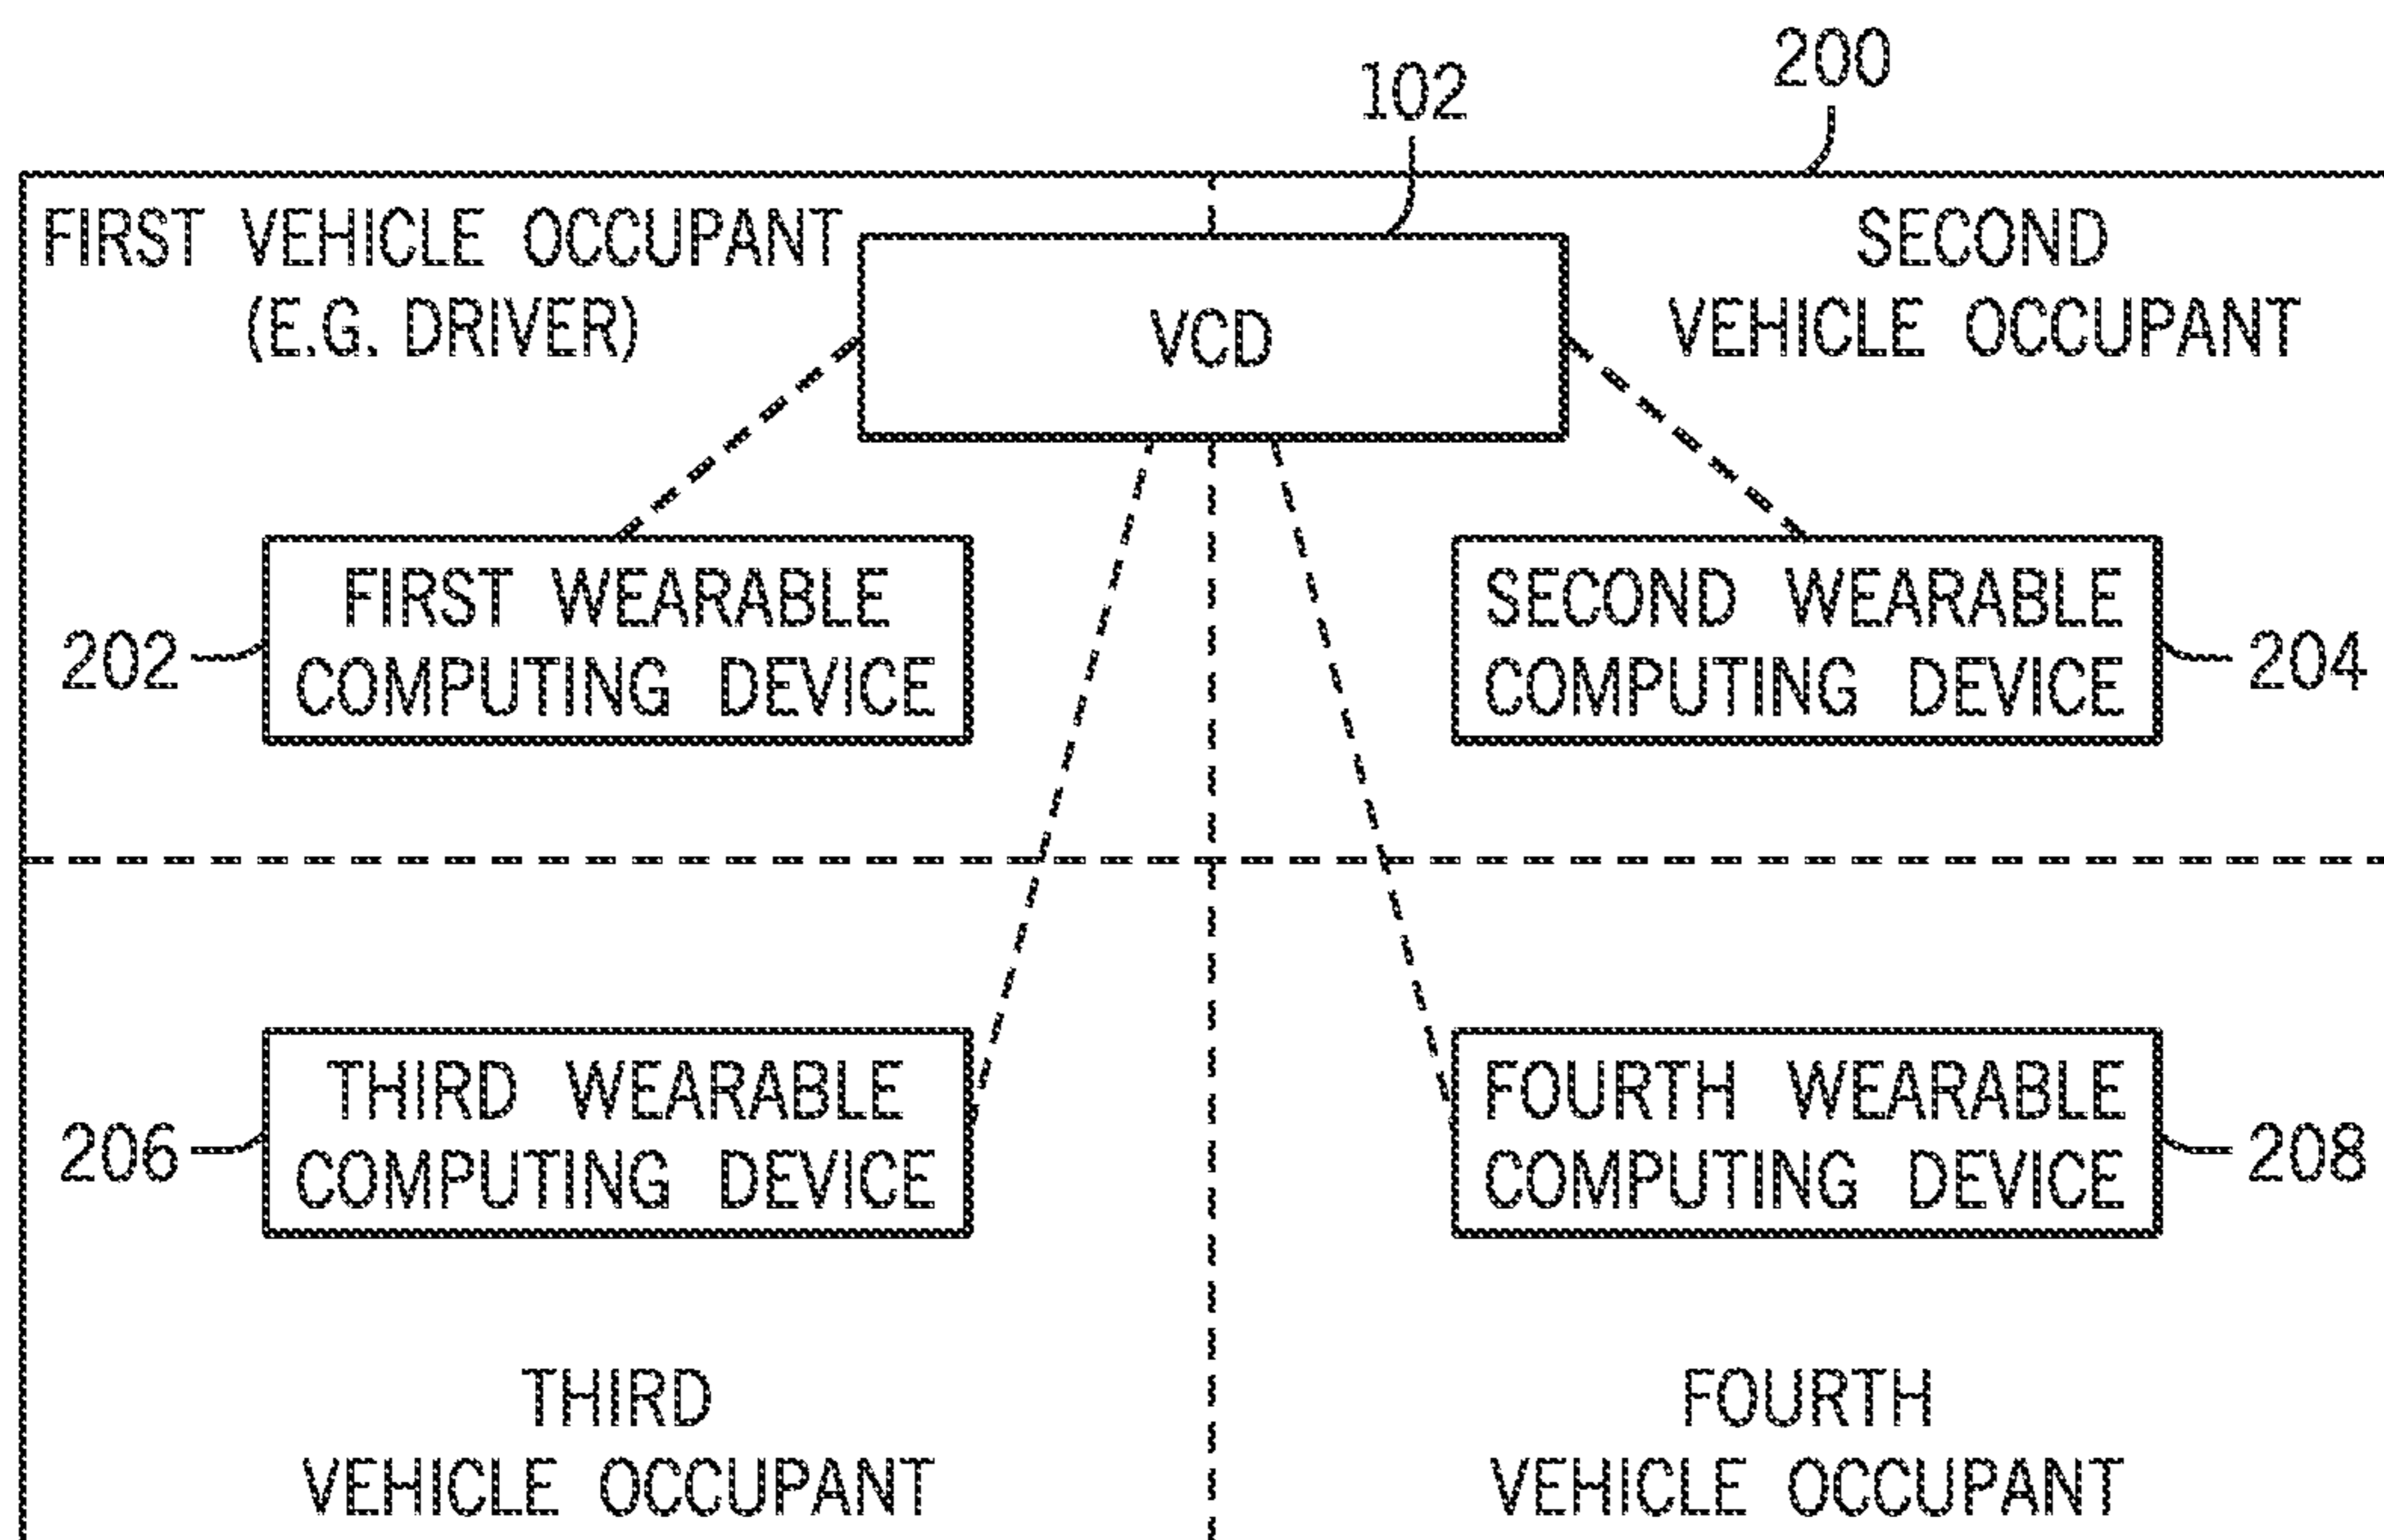 200
102
FIRST VEHICLE OCCUPANT
(E.G. DRIVER)
VCD
SECOND
VEHICLE OCCUPANT
FIRST WEARABLE
COMPUTING DEVICE
202
SECOND WEARABLE
COMPUTING DEVICE
204
THIRD WEARABLE
COMPUTING DEVICE
206
FOURTH WEARABLE
COMPUTING DEVICE
208
THIRD
VEHICLE OCCUPANT
FOURTH
VEHICLE OCCUPANT